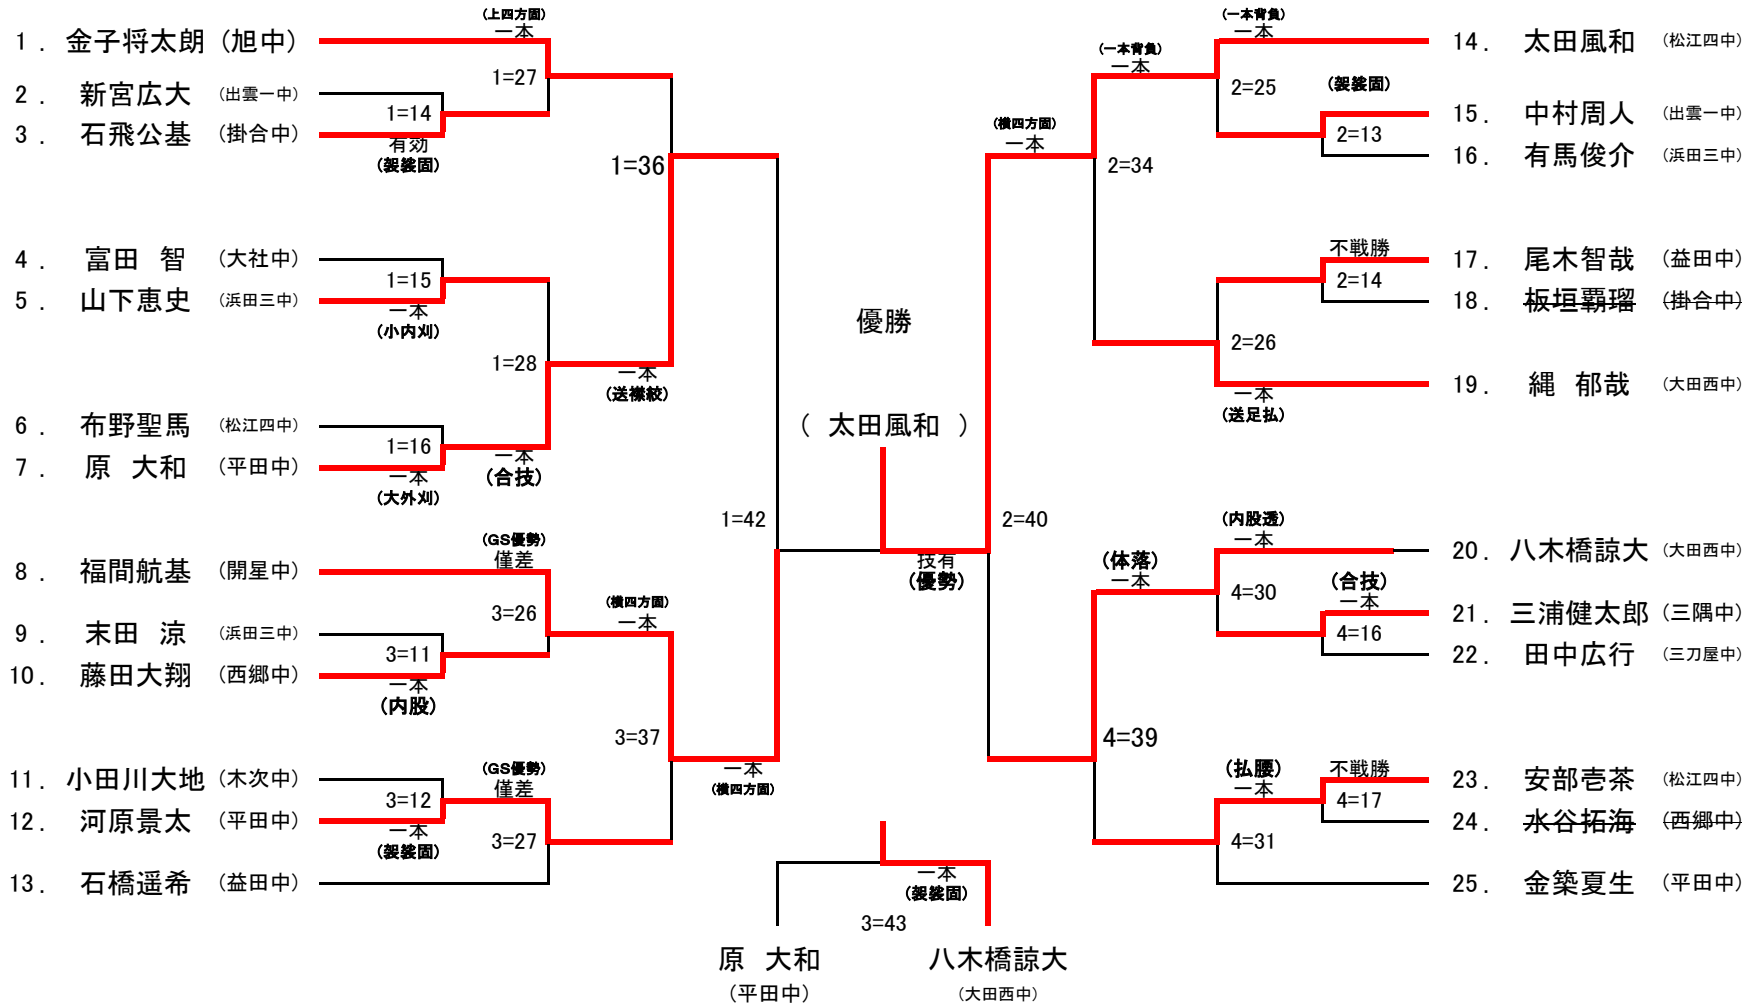 1. 金子将太朗 (旭中)
2. 新宮広大 (出雲一中)
3. 石飛公基 (掛合中)
4. 富田 智 (大社中)
5. 山下恵史 (浜田三中)
6. 布野聖馬 (松江四中)
7. 原 大和 (平田中)
8. 福間航基 (開星中)
9. 末田 涼 (浜田三中)
10. 藤田大翔 (西郷中)
11. 小田川大地 (木次中)
12. 河原景太 (平田中)
13. 石橋遥希 (益田中)
1=14
有効
(袈裟固)
1=15
一本
(小内刈)
1=16
一本
(大外刈)
3=11
一本
(内股)
3=12
一本
(袈裟固)
(上四方固)
一本
1=27
1=28
一本
(合技)
(GS優勢)
僅差
3=26
(GS優勢)
僅差
3=27
1=36
一本
(送襟絞)
(横四方固)
一本
3=37
1=42
一本
(横四方固)
優勝
( 太田風和 )
技有
(優勢)
一本
(袈裟固)
3=43
原 大和
(平田中)
八木橋諒大
(大田西中)
(横四方固)
一本
2=40
(一本背負)
一本
2=34
(体落)
一本
4=39
(一本背負)
一本
2=25
2=26
一本
(送足払)
(内股透)
一本
4=30
(払腰)
一本
4=31
(袈裟固)
2=13
不戦勝
2=14
(合技)
一本
4=16
不戦勝
4=17
14. 太田風和 (松江四中)
15. 中村周人 (出雲一中)
16. 有馬俊介 (浜田三中)
17. 尾木智哉 (益田中)
18. 板垣覇瑠 (掛合中)
19. 縄 郁哉 (大田西中)
20. 八木橋諒大 (大田西中)
21. 三浦健太郎 (三隅中)
22. 田中広行 (三刀屋中)
23. 安部壱茶 (松江四中)
24. 水谷拓海 (西郷中)
25. 金築夏生 (平田中)